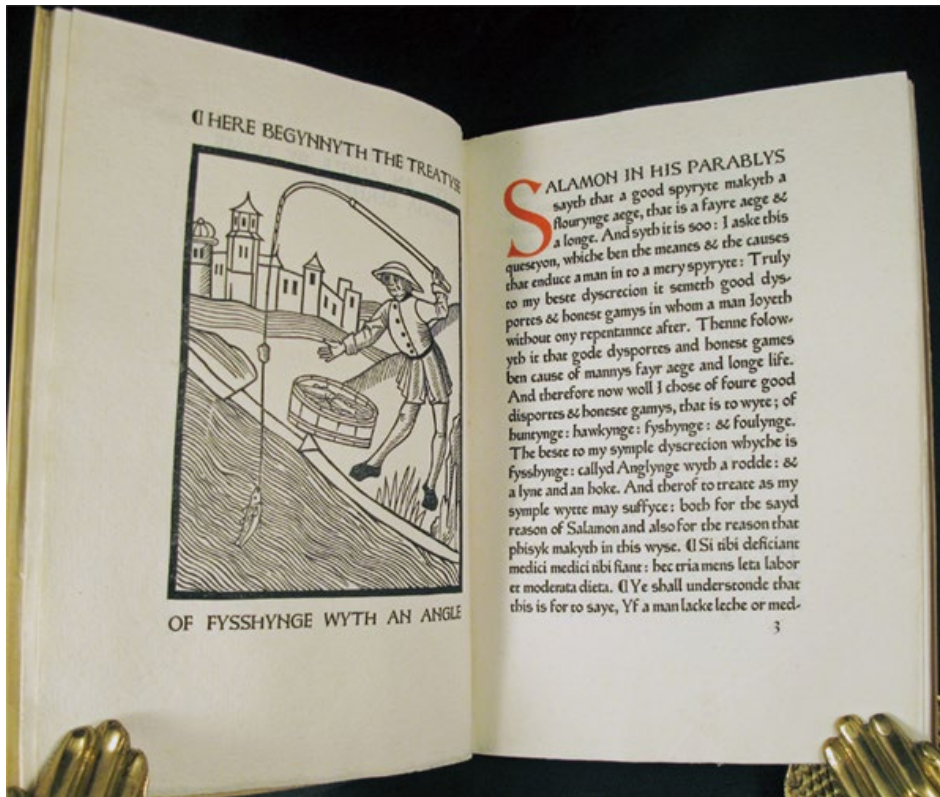 ⁋ HERE BEGYNNYTH THE TREATYSE
OF FYSSHYNGE WYTH AN ANGLE
SALAMON IN HIS PARABLYS
sayth that a good spyryte makyth a
flourynge aege, that is a fayre aege &
a longe. And syth it is soo: I aske this
questyon, whiche ben the meanes & the causes
that enduce a man in to a mery spyryte: Truly
to my beste dyscrecion it semeth good dys-
portes & honest gamys in whom a man Joyeth
without ony repentannce after. Thenne folow-
yth it that gode dysportes and honest games
ben cause of mannys fayr aege and longe life.
And therefore now woll I chose of foure good
disportes & honeste gamys, that is to wyte; of
huntynge: hawkynge: fyshynge: & foulynge.
The beste to my symple dyscrecion whyche is
fysshynge: callyd Anglynge wyth a rodde: &
a lyne and an hoke. And therof to treate as my
symple wytte may suffyce: both for the sayd
reason of Salamon and also for the reason that
phisyk makyth in this wyse. ⁋ Si tibi deficiant
medici medici tibi fiant: hec tria mens leta labor
et moderata dieta. ⁋ Ye shall understonde that
this is for to saye, Yf a man lacke leche or med-
3